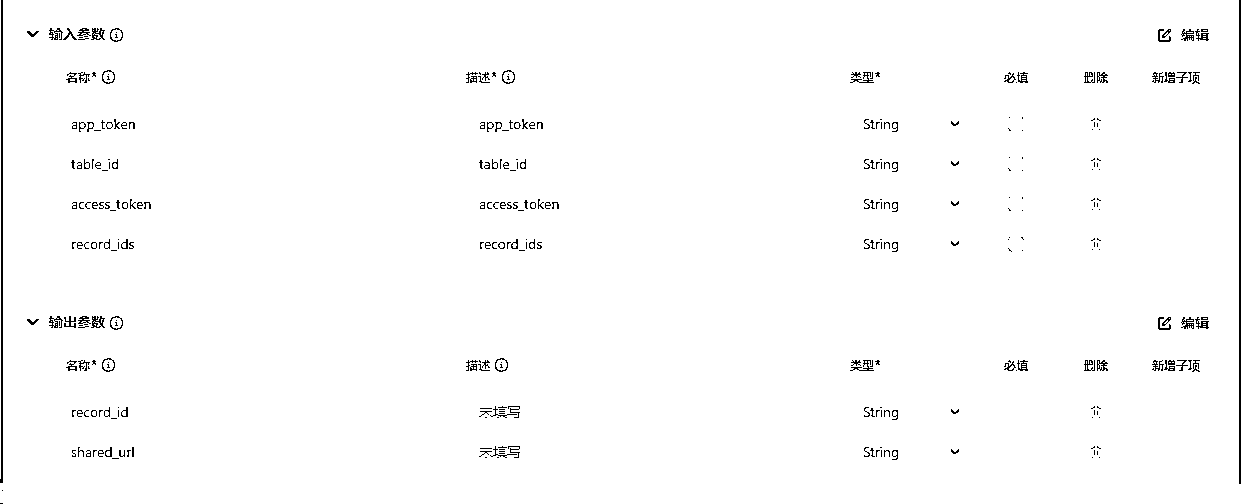 输入参数 编辑
名称* 描述* 类型* 必填 删除 新增子项
app_token app_token String
table_id table_id String
access_token access_token String
record_ids record_ids String
输出参数 编辑
名称* 描述 类型* 必填 删除 新增子项
record_id 未填写 String
shared_url 未填写 String